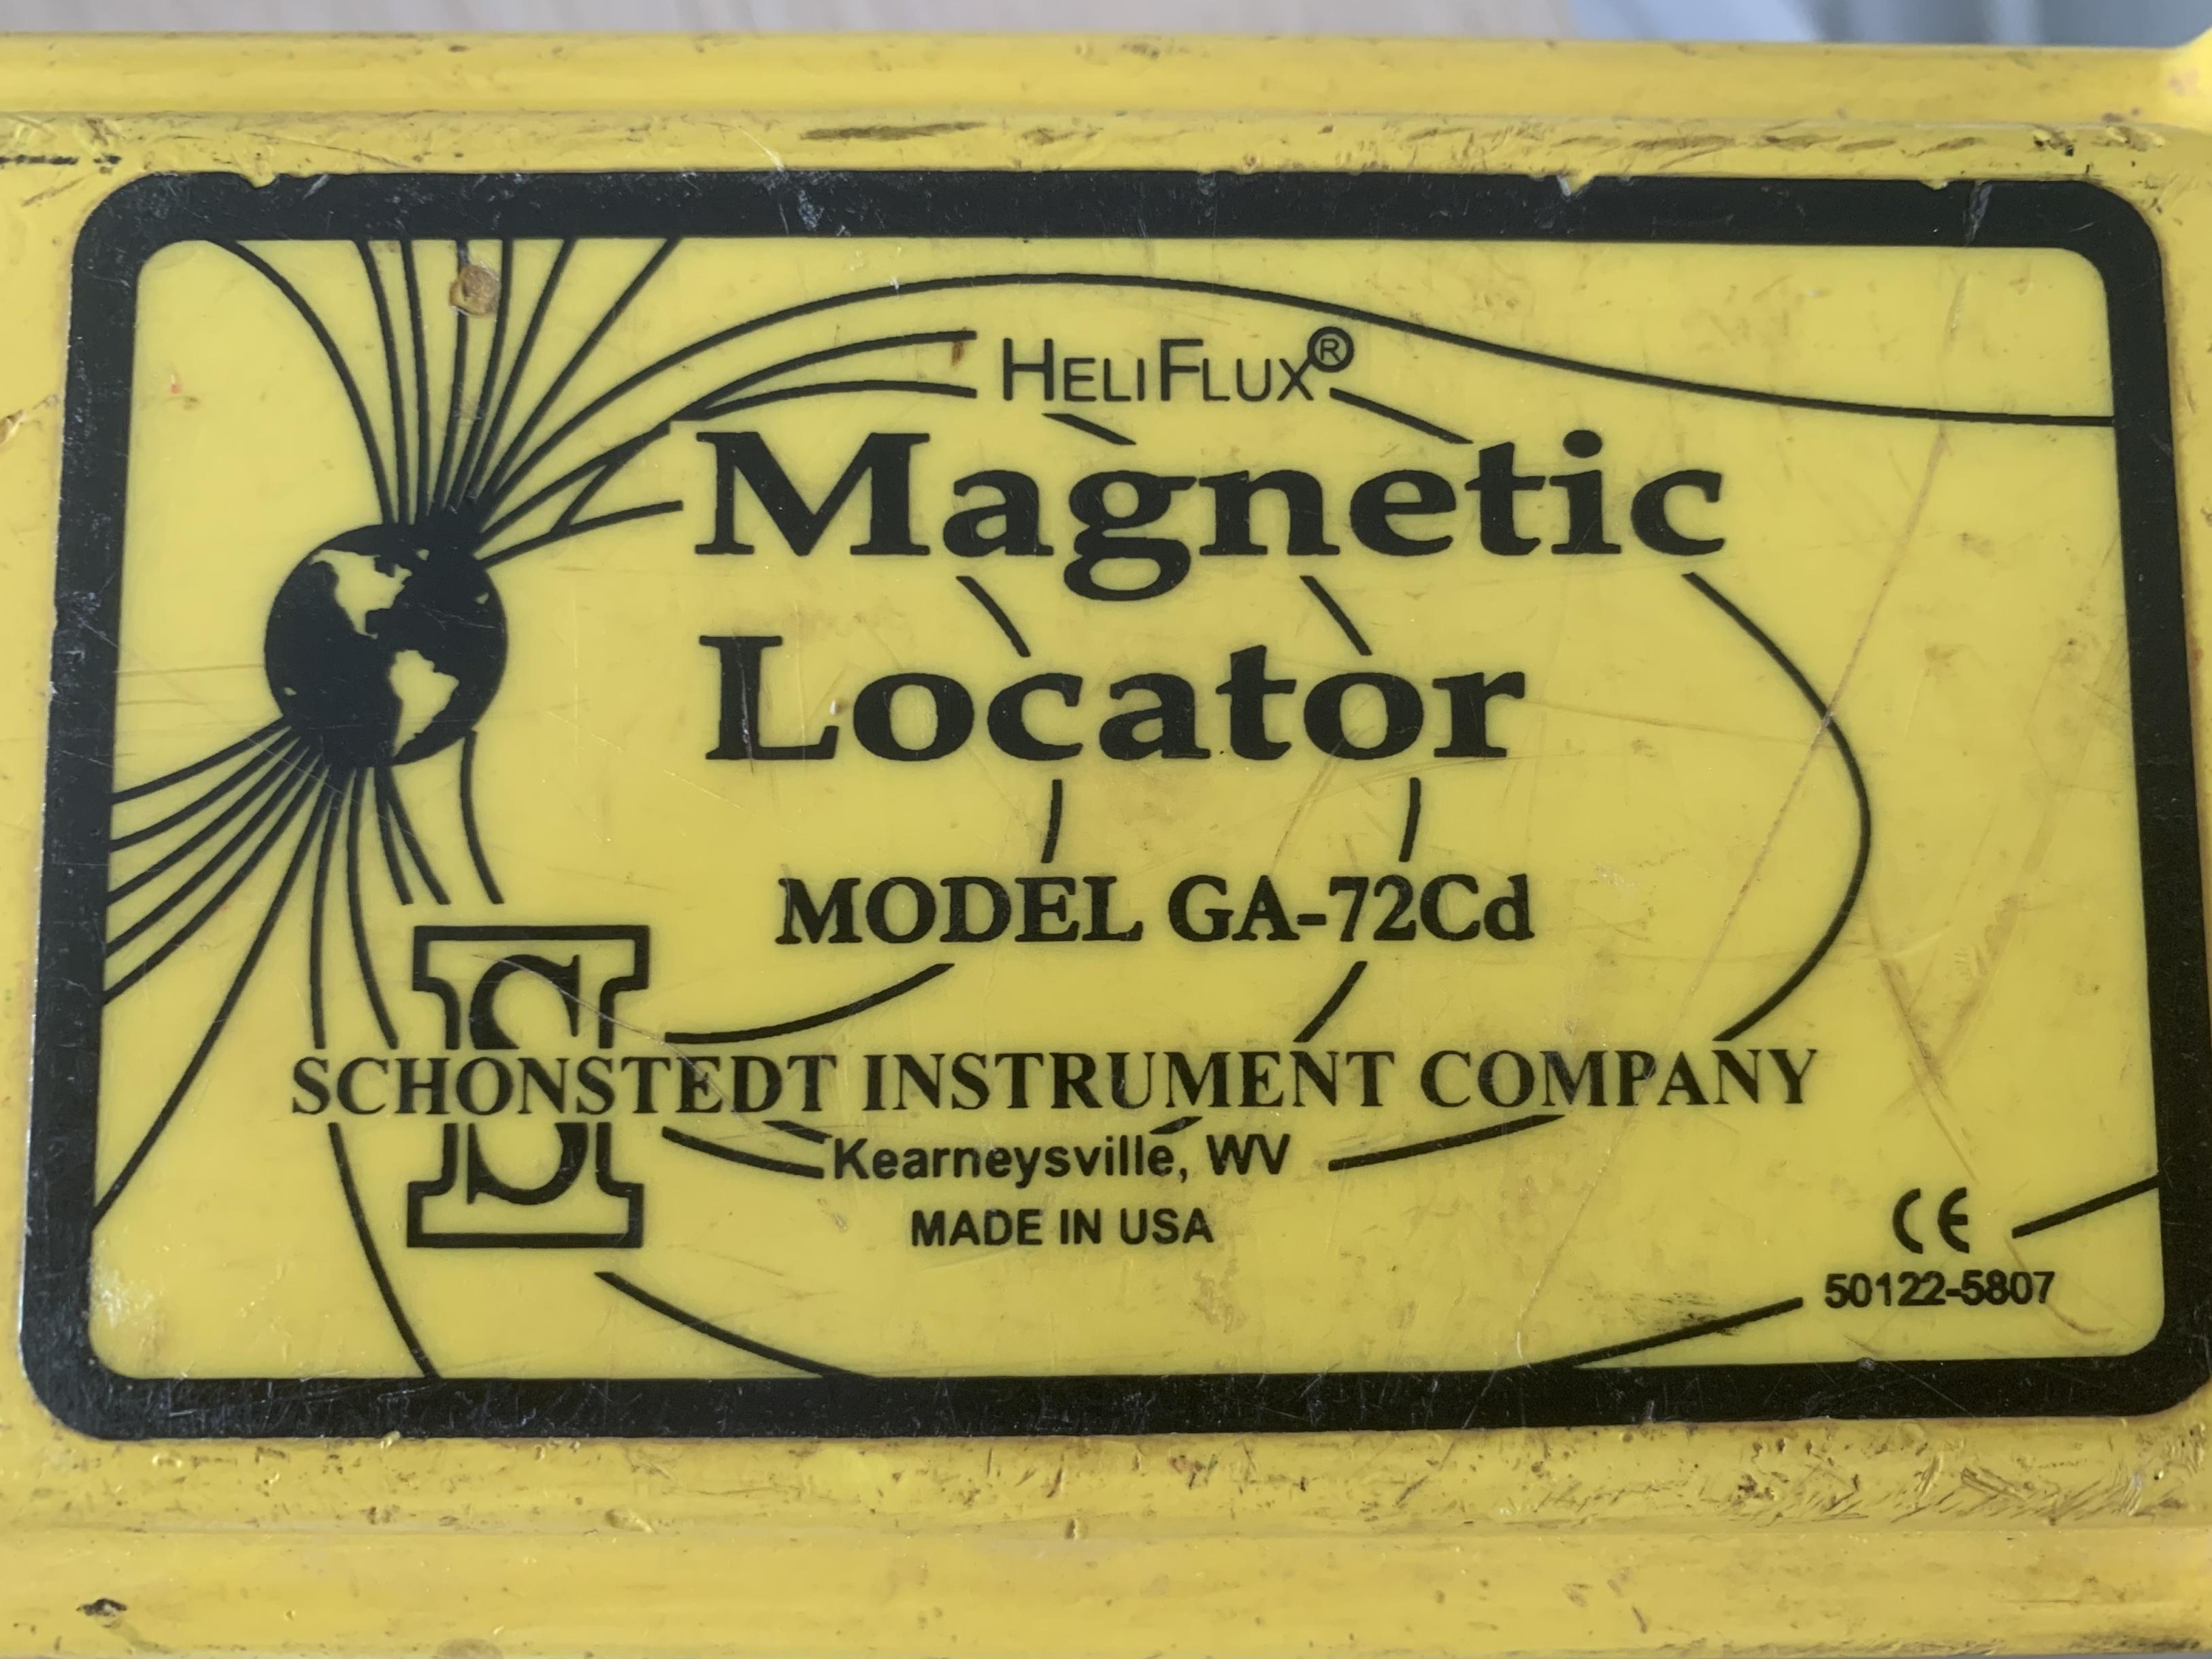 HELIFLUX®
Magnetic
Locator
MODEL GA-72Cd
S
SCHONSTEDT INSTRUMENT COMPANY
Kearneysville, WV
MADE IN USA
CE
50122-5807